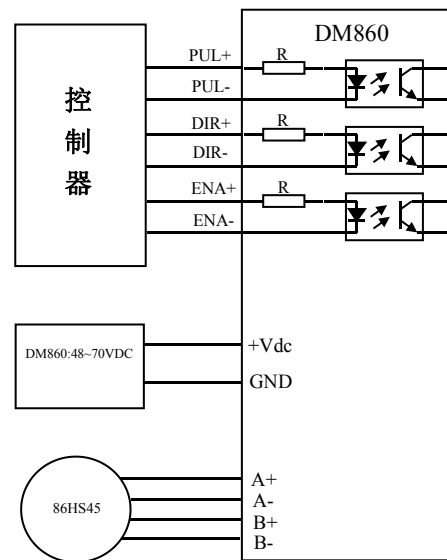 DM860
PUL+
R
PUL-
控
制
器
DIR+
R
DIR-
ENA+
R
ENA-
DM860:48~70VDC
+Vdc
GND
86HS45
A+
A-
B+
B-